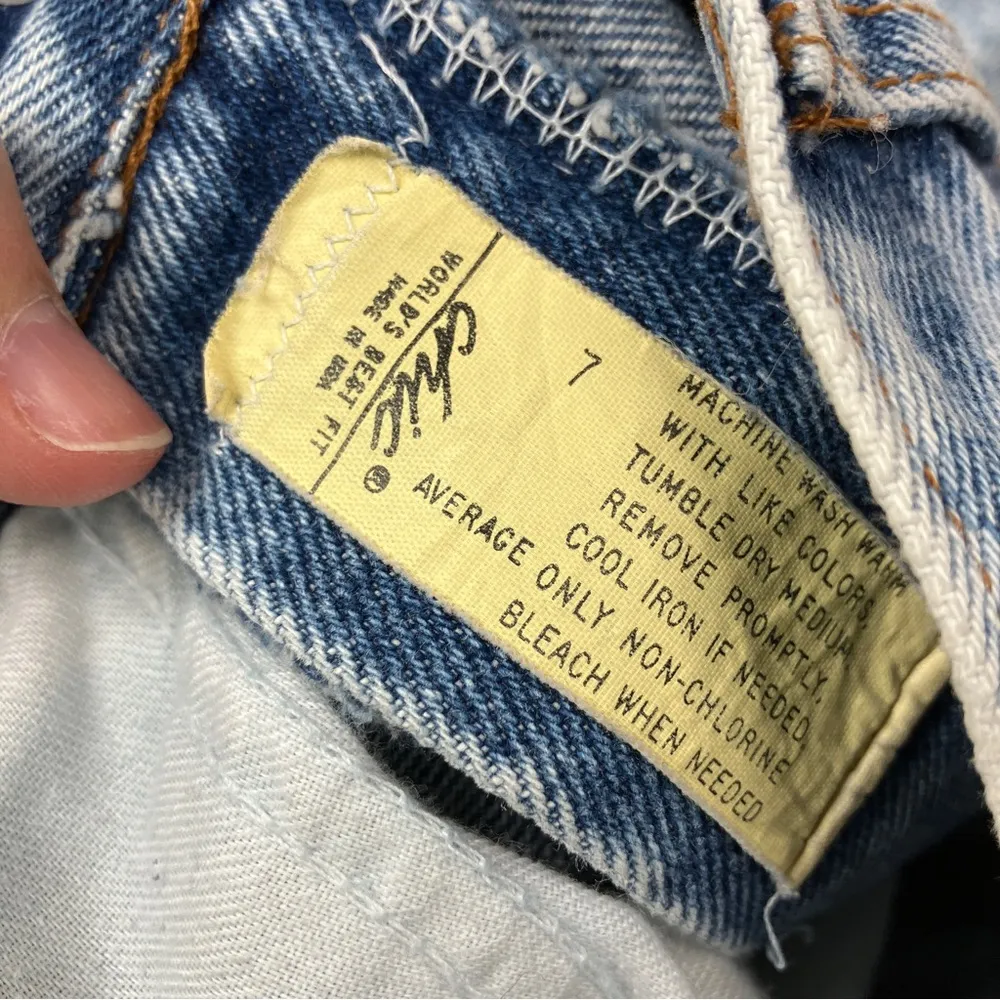 WORLD'S BEST FIT
MADE IN USA
Chic ®
7
AVERAGE
MACHINE WASH WARM
WITH LIKE COLORS,
TUMBLE DRY MEDIUM
REMOVE PROMPTLY,
COOL IRON IF NEEDED,
ONLY NON-CHLORINE
BLEACH WHEN NEEDED